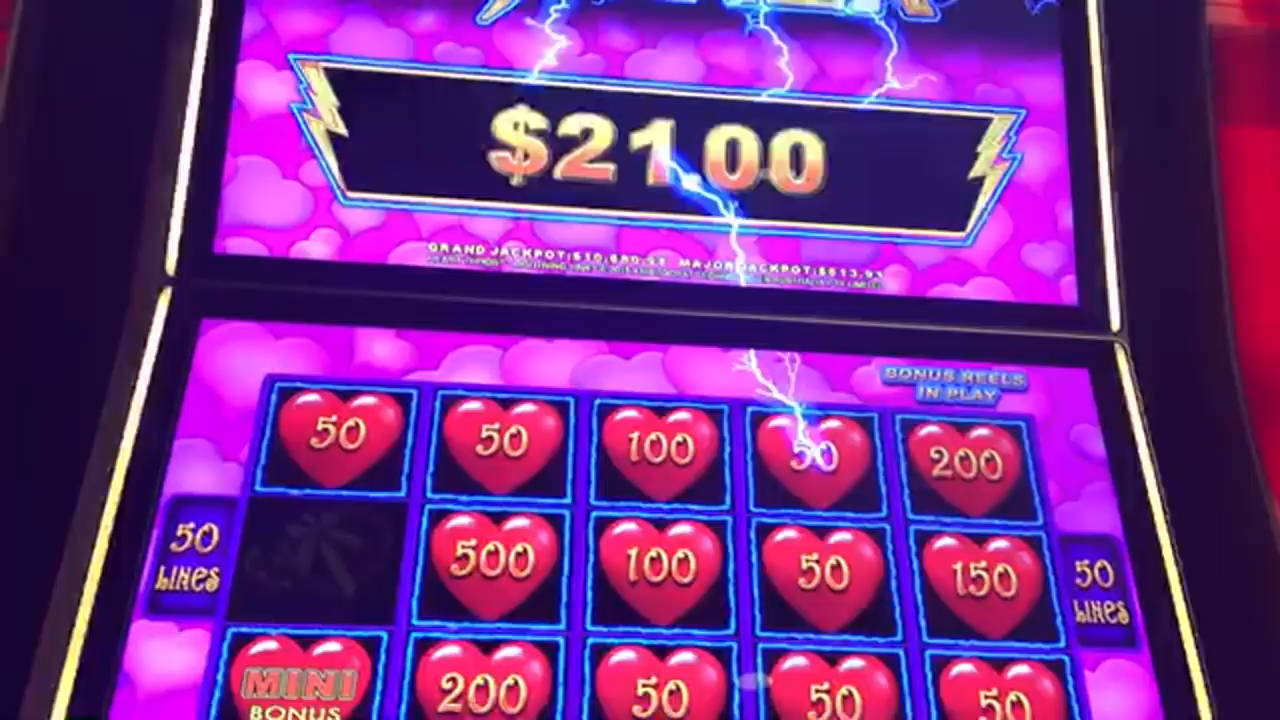 $2100
GRAND JACKPOT: MAJOR JACKPOT:
BONUS REELS
IN PLAY
50 50 100 50 200
50
LINES
500 100 50 150
50
LINES
MINI
BONUS
200 50 50 50